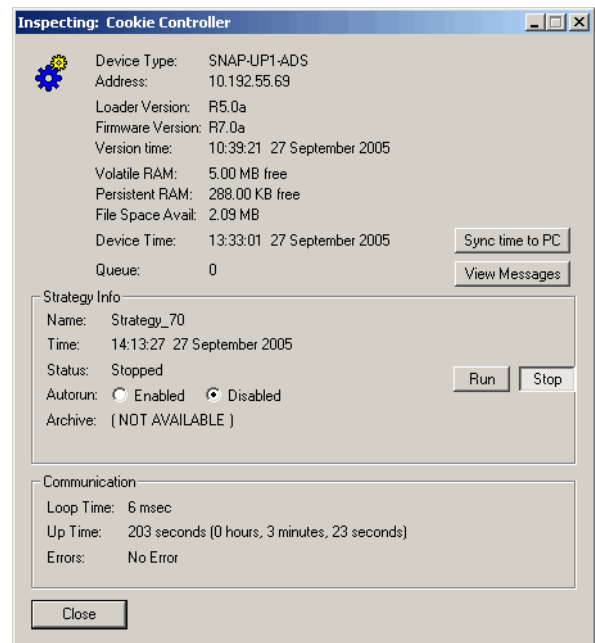 Inspecting: Cookie Controller
Device Type: SNAP-UP1-ADS
Address: 10.192.55.69
Loader Version: R5.0a
Firmware Version: R7.0a
Version time: 10:39:21 27 September 2005
Volatile RAM: 5.00 MB free
Persistent RAM: 288.00 KB free
File Space Avail: 2.09 MB
Device Time: 13:33:01 27 September 2005 Sync time to PC
Queue: 0 View Messages
Strategy Info
Name: Strategy_70
Time: 14:13:27 27 September 2005
Status: Stopped
Run Stop
Autorun: Enabled Disabled
Archive: ( NOT AVAILABLE )
Communication
Loop Time: 6 msec
Up Time: 203 seconds (0 hours, 3 minutes, 23 seconds)
Errors: No Error
Close